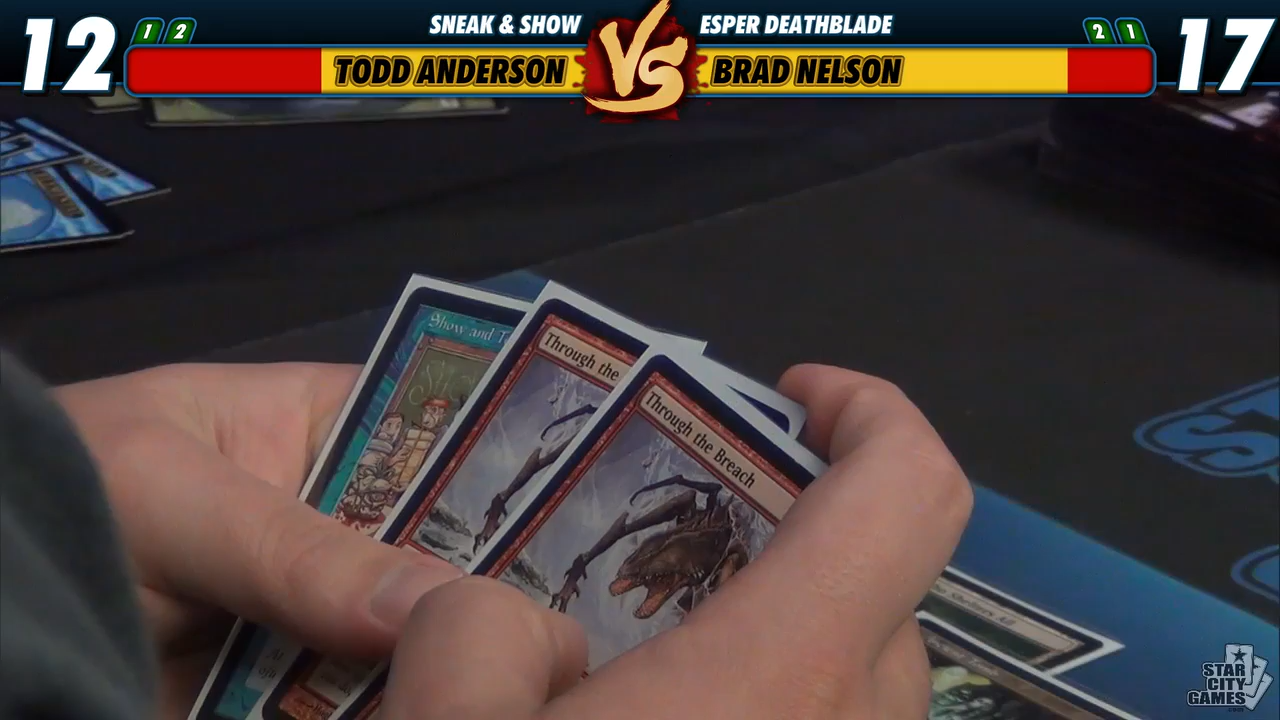 12
1 2
SNEAK & SHOW
VS
ESPER DEATHBLADE
2 1
17
TODD ANDERSON
BRAD NELSON
Show and T
Through the
Through the Breach
STAR
CITY
GAMES